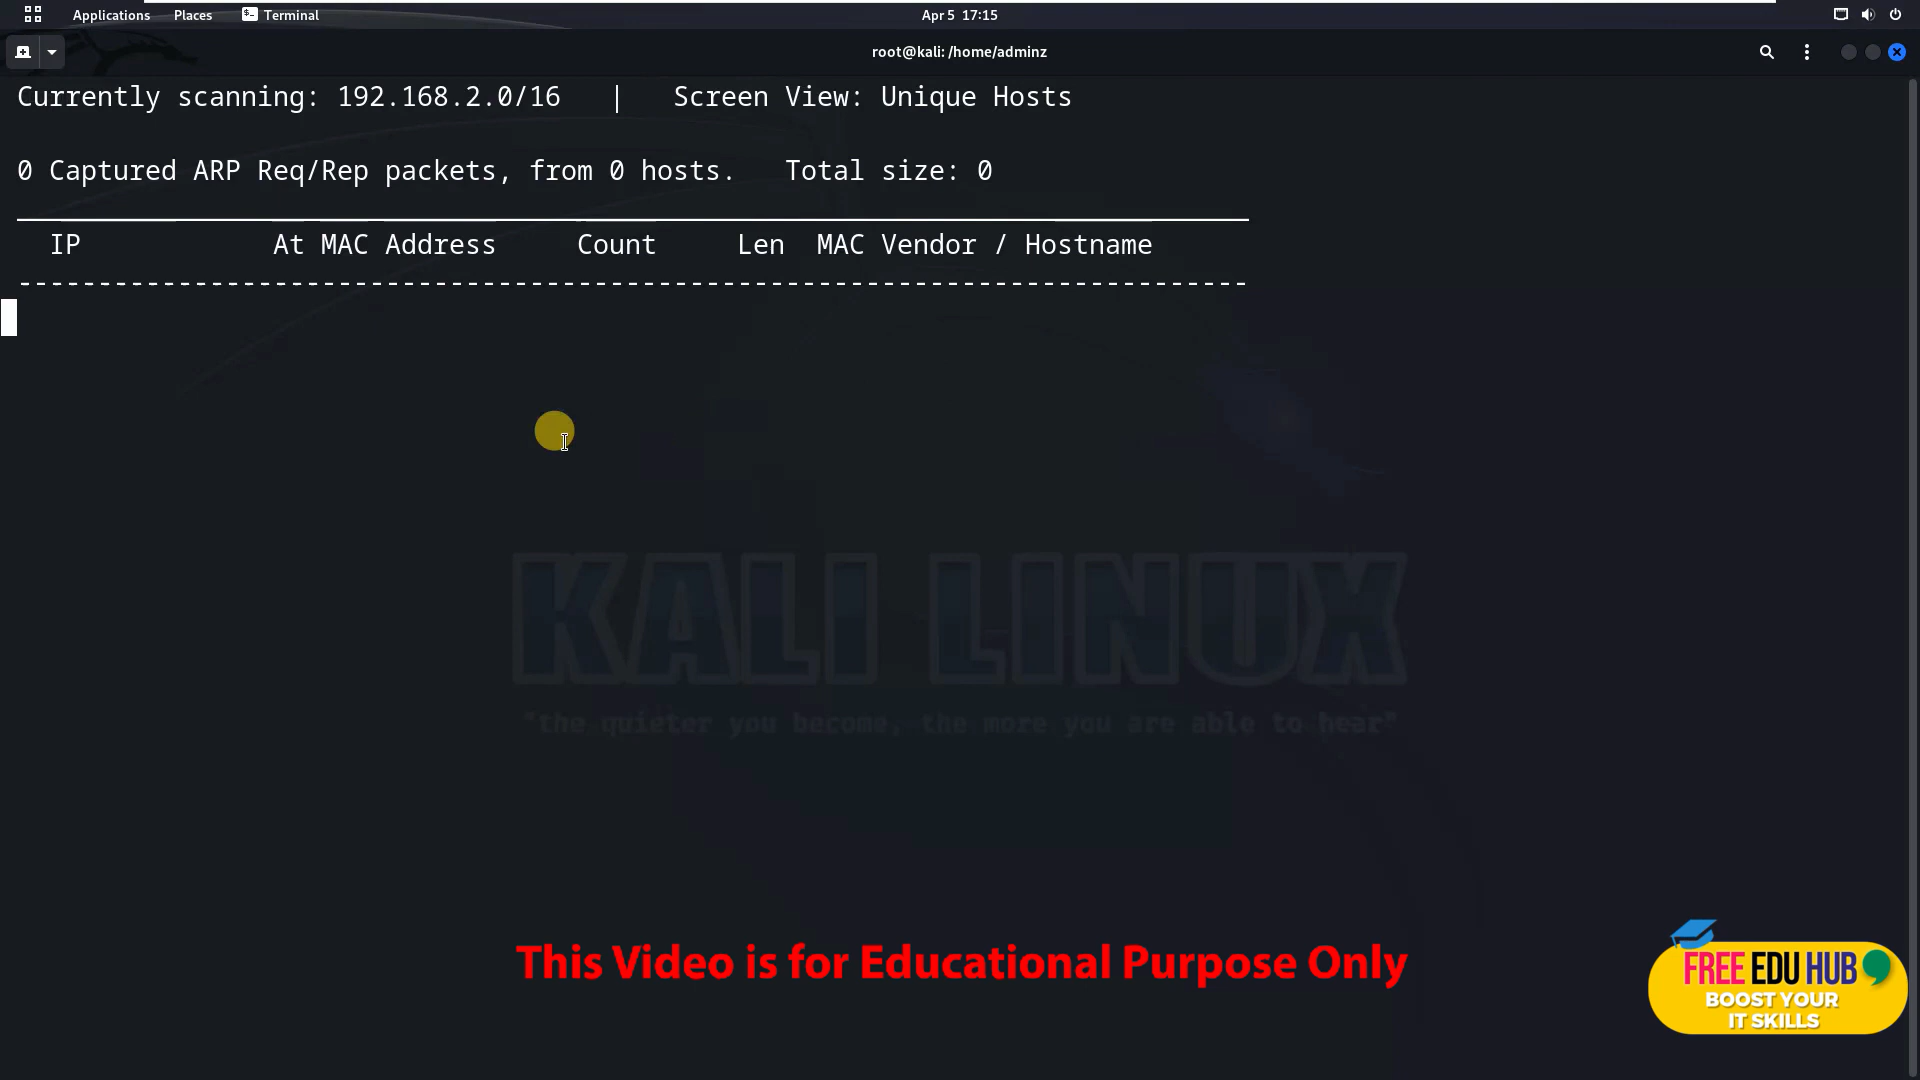 Applications Places Terminal Apr 5 17:15
root@kali: /home/adminz
Currently scanning: 192.168.2.0/16 | Screen View: Unique Hosts
0 Captured ARP Req/Rep packets, from 0 hosts. Total size: 0
_____________________________________________________________________________
IP At MAC Address Count Len MAC Vendor / Hostname
-----------------------------------------------------------------------------
KALI LINUX
"the quieter you become, the more you are able to hear"
This Video is for Educational Purpose Only
FREE EDU HUB
BOOST YOUR
IT SKILLS